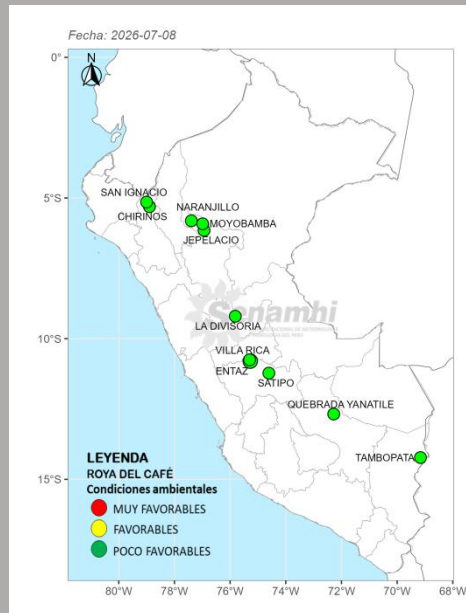 Fecha: 2026-07-08
0°
N
SAN IGNACIO
NARANJILLO
5°S
CHIRINOS
MOYOBAMBA
JEPELACIO
Senamhi
LA DIVISORIA
10°S
VILLA RICA
ENTAZ
SATIPO
QUEBRADA YANATILE
LEYENDA
TAMBOPATA
ROYA DEL CAFÉ
Condiciones ambientales
15°S
MUY FAVORABLES
FAVORABLES
POCO FAVORABLES
80°W 78°W 76°W 74°W 72°W 70°W 68°W